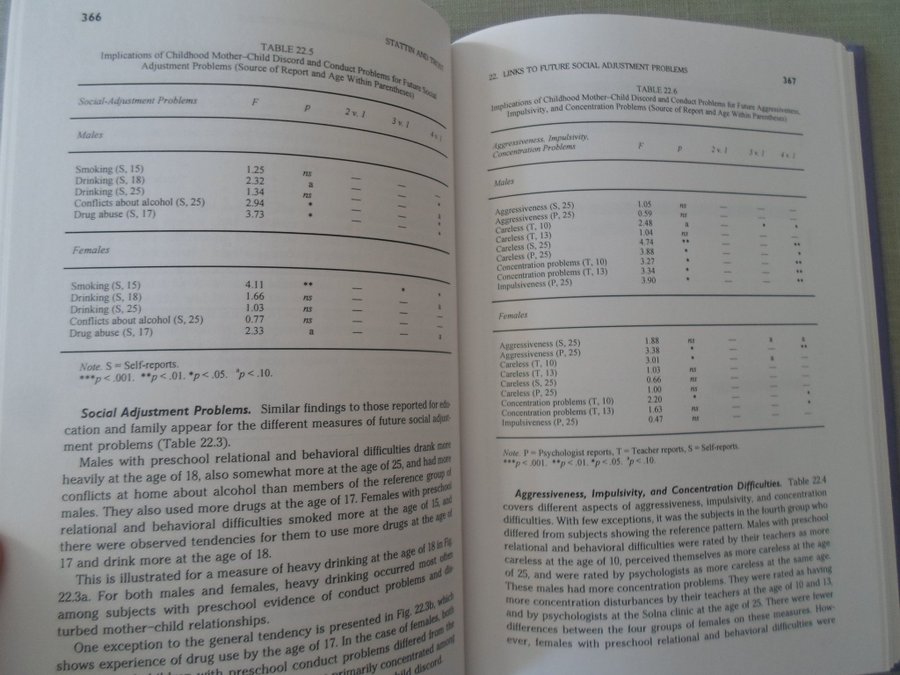 366
STATTIN AND TROST
TABLE 22.5
Implications of Childhood Mother–Child Discord and Conduct Problems for Future Social
Adjustment Problems (Source of Report and Age Within Parentheses)
Social-Adjustment Problems F p 2 v. 1 3 v. 1 4 v. 1
Males
Smoking (S, 15) 1.25 ns — —
Drinking (S, 18) 2.32 a — —
Drinking (S, 25) 1.34 ns — —
Conflicts about alcohol (S, 25) 2.94 * — —
Drug abuse (S, 17) 3.73 * — —
Females
Smoking (S, 15) 4.11 ** — * *
Drinking (S, 18) 1.66 ns — —
Drinking (S, 25) 1.03 ns — —
Conflicts about alcohol (S, 25) 0.77 ns — —
Drug abuse (S, 17) 2.33 a — —
Note. S = Self-reports.
***p < .001. **p < .01. *p < .05. ap < .10.
Social Adjustment Problems. Similar findings to those reported for edu-
cation and family appear for the different measures of future social adjust-
ment problems (Table 22.3).
Males with preschool relational and behavioral difficulties drank more
heavily at the age of 18, also somewhat more at the age of 25, and had more
conflicts at home about alcohol than members of the reference group of
males. They also used more drugs at the age of 17. Females with preschool
relational and behavioral difficulties smoked more at the age of 15, and
there were observed tendencies for them to use more drugs at the age of
17 and drink more at the age of 18.
This is illustrated for a measure of heavy drinking at the age of 18 in Fig.
22.3a. For both males and females, heavy drinking occurred most often
among subjects with preschool evidence of conduct problems and dis-
turbed mother–child relationships.
One exception to the general tendency is presented in Fig. 22.3b, which
shows experience of drug use by the age of 17. In the case of females, both
with preschool conduct problems differed from the
primarily concentrated among
child discord.
22. LINKS TO FUTURE SOCIAL ADJUSTMENT PROBLEMS
367
TABLE 22.6
Implications of Childhood Mother–Child Discord and Conduct Problems for Future Aggressiveness,
Impulsivity, and Concentration Problems (Source of Report and Age Within Parentheses)
Aggressiveness, Impulsivity,
Concentration Problems F p 2 v. 1 3 v. 1 4 v. 1
Males
Aggressiveness (S, 25) 1.05 ns — — —
Aggressiveness (P, 25) 0.59 ns — — —
Careless (T, 10) 2.48 a — * *
Careless (T, 13) 1.04 ns — — —
Careless (S, 25) 4.74 ** — — **
Careless (P, 25) 3.88 * — — *
Concentration problems (T, 10) 3.27 * — — **
Concentration problems (T, 13) 3.34 * — — **
Impulsiveness (P, 25) 3.90 * — — **
Females
Aggressiveness (S, 25) 1.88 ns — a a
Aggressiveness (P, 25) 3.38 * — — **
Careless (T, 10) 3.01 * — a —
Careless (T, 13) 1.03 ns — — —
Careless (S, 25) 0.66 ns — — —
Careless (P, 25) 1.00 ns — — —
Concentration problems (T, 10) 2.20 — — *
Concentration problems (T, 13) 1.63 ns — — *
Impulsiveness (P, 25) 0.47 ns — — —
Note. P = Psychologist reports, T = Teacher reports, S = Self-reports.
***p < .001. **p < .01. *p < .05. ap < .10.
Aggressiveness, Impulsivity, and Concentration Difficulties. Table 22.4
covers different aspects of aggressiveness, impulsivity, and concentration
difficulties. With few exceptions, it was the subjects in the fourth group who
differed from subjects showing the reference pattern. Males with preschool
relational and behavioral difficulties were rated by their teachers as more
careless at the age of 10, perceived themselves as more careless at the age
of 25, and were rated by psychologists as more careless at the same age.
These males had more concentration problems. They were rated as having
more concentration disturbances by their teachers at the age of 10 and 13,
and by psychologists at the Solna clinic at the age of 25. There were fewer
differences between the four groups of females on these measures. How-
ever, females with preschool relational and behavioral difficulties were